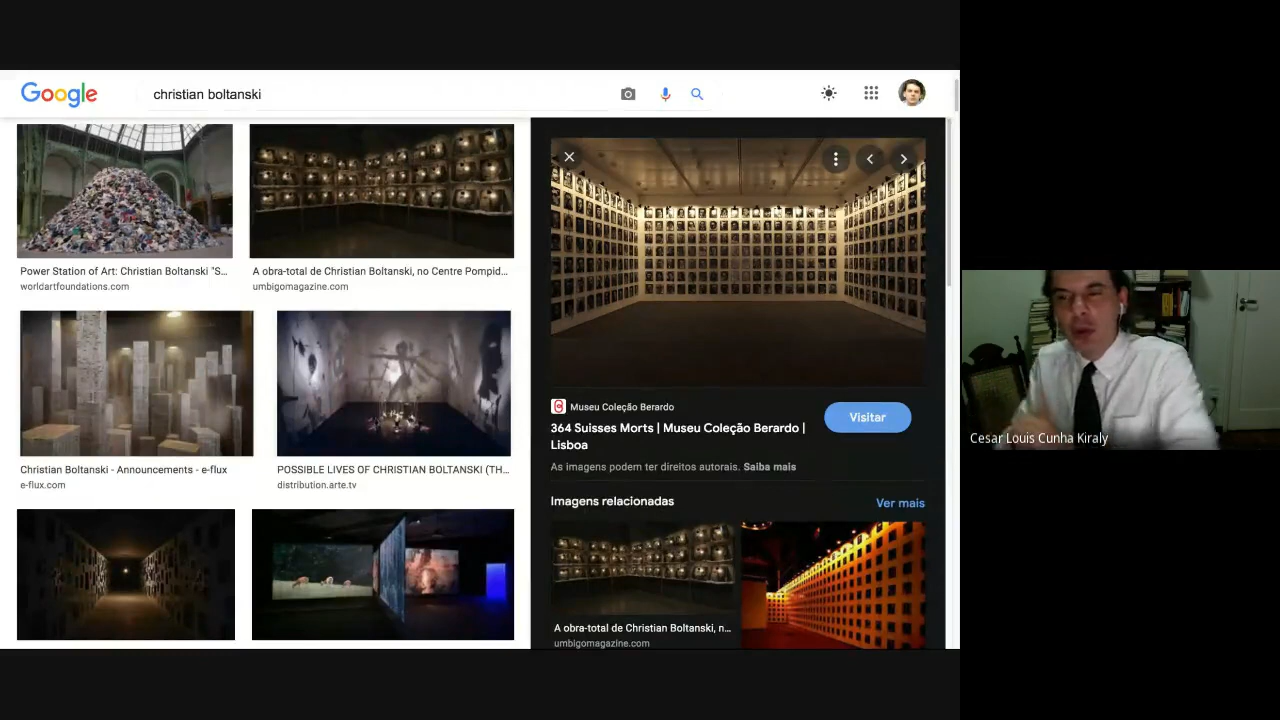 Google
christian boltanski
Power Station of Art: Christian Boltanski "S...
worldartfoundations.com
A obra-total de Christian Boltanski, no Centre Pompid...
umbigomagazine.com
Christian Boltanski - Announcements - e-flux
e-flux.com
POSSIBLE LIVES OF CHRISTIAN BOLTANSKI (TH...
distribution.arte.tv
Museu Coleção Berardo
364 Suisses Morts | Museu Coleção Berardo |
Lisboa
Visitar
As imagens podem ter direitos autorais. Saiba mais
Imagens relacionadas
Ver mais
A obra-total de Christian Boltanski, n...
umbigomagazine.com
Cesar Louis Cunha Kiraly